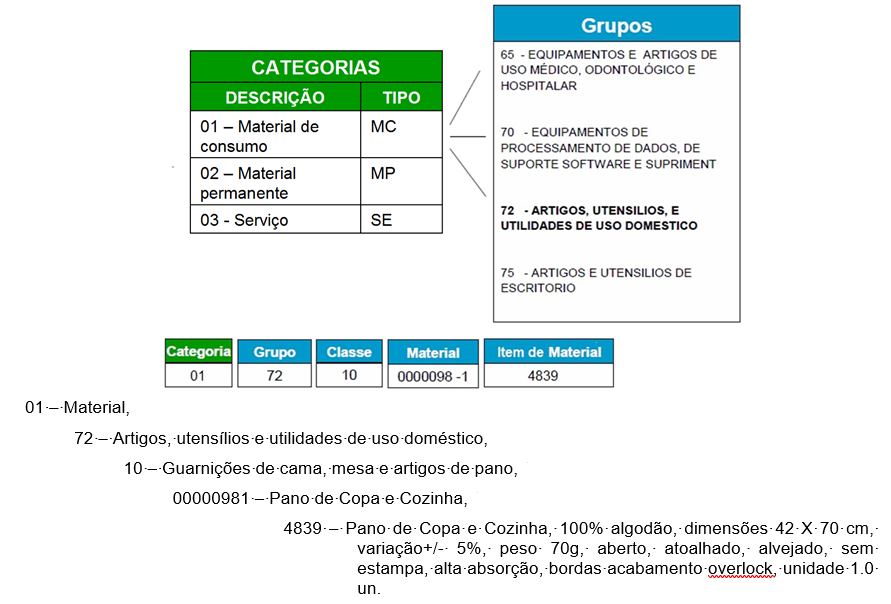 Grupos
65 - EQUIPAMENTOS E ARTIGOS DE
USO MÉDICO, ODONTOLÓGICO E
HOSPITALAR
70 - EQUIPAMENTOS DE
PROCESSAMENTO DE DADOS, DE
SUPORTE SOFTWARE E SUPRIMENT
72 - ARTIGOS, UTENSILIOS, E
UTILIDADES DE USO DOMESTICO
75 - ARTIGOS E UTENSILIOS DE
ESCRITORIO
CATEGORIAS
DESCRIÇÃO TIPO
01 – Material de MC
consumo
02 – Material MP
permanente
03 - Serviço SE
Categoria Grupo Classe Material Item de Material
01 72 10 0000098 -1 4839
01 – Material,
72 – Artigos, utensílios e utilidades de uso doméstico,
10 – Guarnições de cama, mesa e artigos de pano,
00000981 – Pano de Copa e Cozinha,
4839 – Pano de Copa e Cozinha, 100% algodão, dimensões 42 X 70 cm,
variação+/- 5%, peso 70g, aberto, atoalhado, alvejado, sem
estampa, alta absorção, bordas acabamento overlock, unidade 1.0
un.